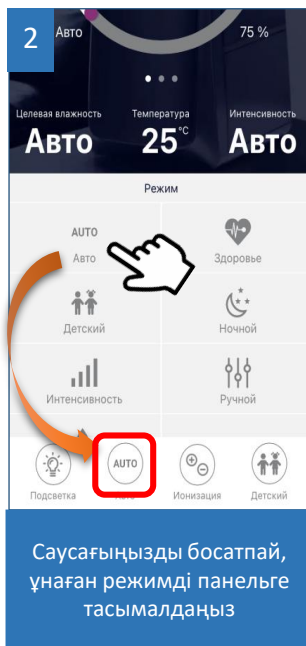 2
Авто
75 %
Целевая влажность
Температура
Интенсивность
Авто
25°C
Авто
Режим
AUTO
Авто
Здоровье
Детский
Ночной
Интенсивность
Ручной
AUTO
Подсветка
Авто
Ионизация
Детский
Саусағыңызды босатпай,
ұнаған режимді панельге
тасымалдаңыз